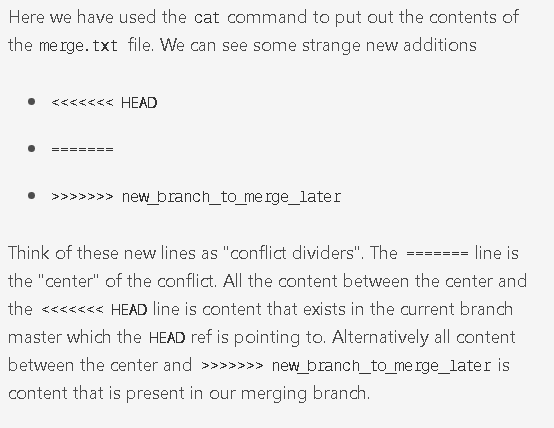 Here we have used the cat command to put out the contents of
the merge.txt file. We can see some strange new additions
• <<<<<<< HEAD
• =======
• >>>>>>> new_branch_to_merge_later
Think of these new lines as "conflict dividers". The ======= line is
the "center" of the conflict. All the content between the center and
the <<<<<<< HEAD line is content that exists in the current branch
master which the HEAD ref is pointing to. Alternatively all content
between the center and >>>>>>> new_branch_to_merge_later is
content that is present in our merging branch.